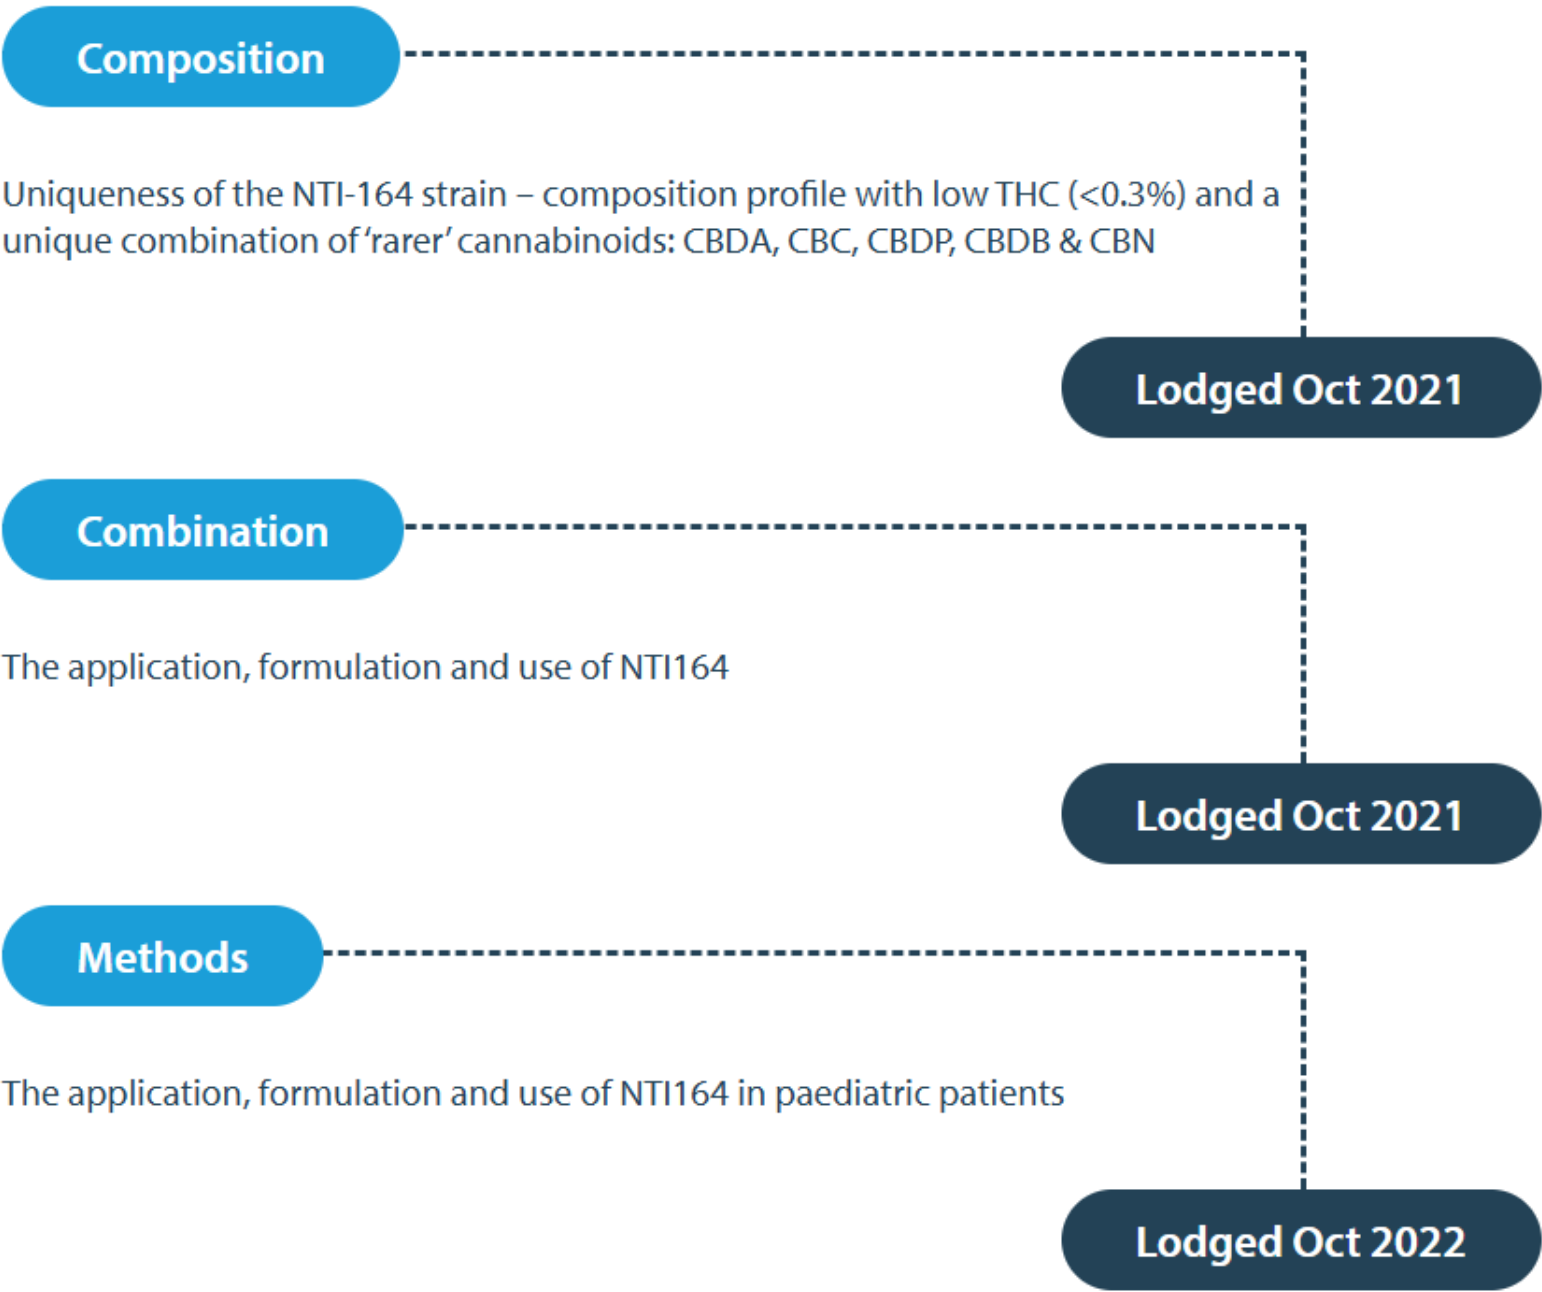 Composition
Uniqueness of the NTI-164 strain – composition profile with low THC (<0.3%) and a
unique combination of ‘rarer’ cannabinoids: CBDA, CBC, CBDP, CBDB & CBN
Lodged Oct 2021
Combination
The application, formulation and use of NTI164
Lodged Oct 2021
Methods
The application, formulation and use of NTI164 in paediatric patients
Lodged Oct 2022